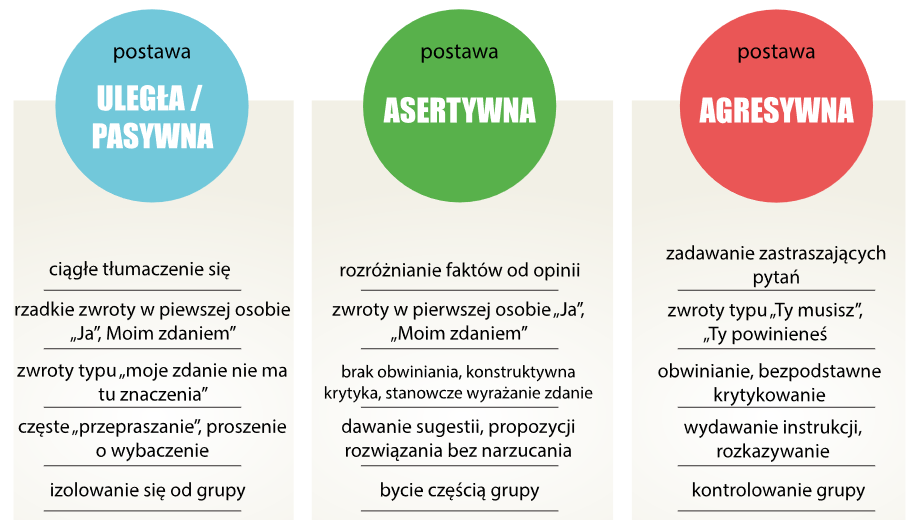 postawa
ULEGŁA /
PASYWNA
ciągłe tłumaczenie się
rzadkie zwroty w piewszej osobie
„Ja”, Moim zdaniem”
zwroty typu „moje zdanie nie ma
tu znaczenia”
częste „przepraszanie”, proszenie
o wybaczenie
izolowanie się od grupy
postawa
ASERTYWNA
rozróżnianie faktów od opinii
zwroty w pierwszej osobie „Ja”,
„Moim zdaniem”
brak obwiniania, konstruktywna
krytyka, stanowcze wyrażanie zdanie
dawanie sugestii, propozycji
rozwiązania bez narzucania
bycie częścią grupy
postawa
AGRESYWNA
zadawanie zastraszających
pytań
zwroty typu „Ty musisz”,
„Ty powinieneś
obwinianie, bezpodstawne
krytykowanie
wydawanie instrukcji,
rozkazywanie
kontrolowanie grupy